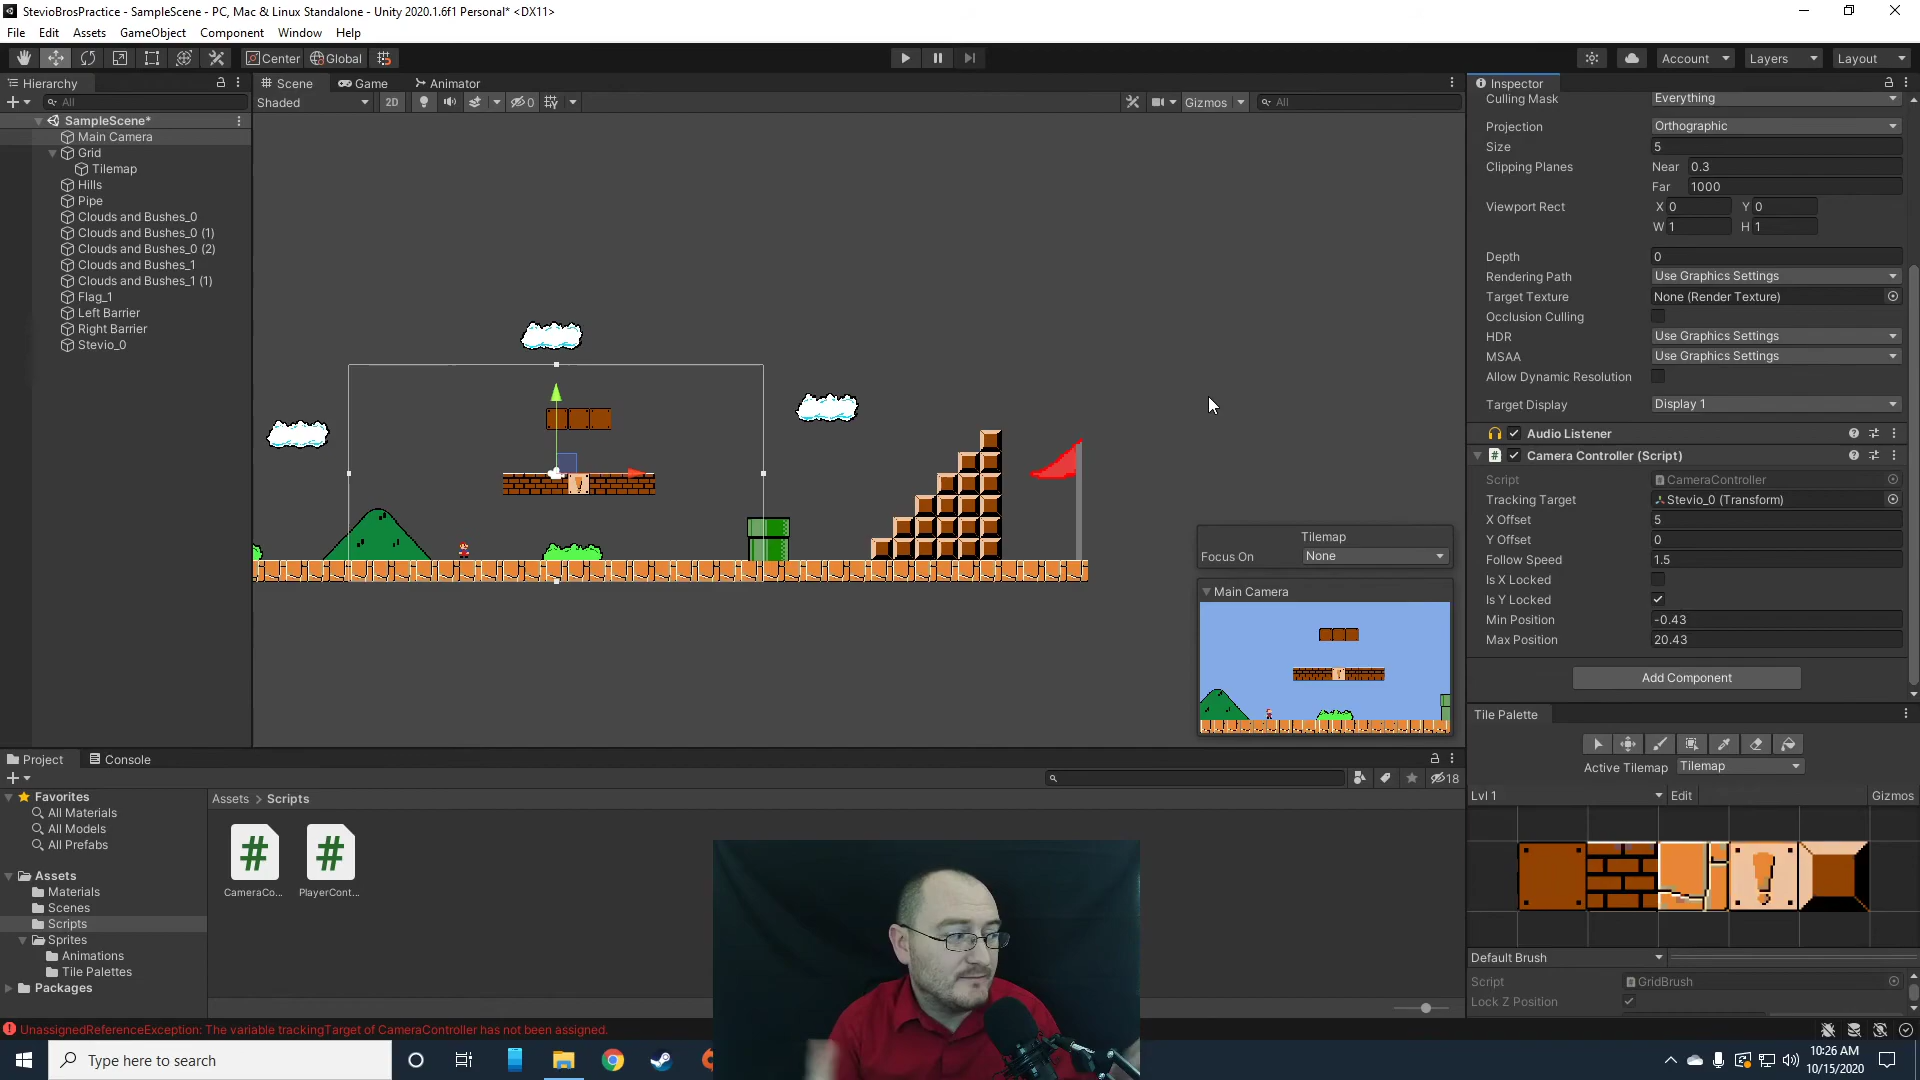 StevioBrosPractice - SampleScene - PC, Mac & Linux Standalone - Unity 2020.1.6f1 Personal* <DX11>
File Edit Assets GameObject Component Window Help
Center Global Account Layers Layout
Hierarchy
All
SampleScene*
Main Camera
Grid
Tilemap
Hills
Pipe
Clouds and Bushes_0
Clouds and Bushes_0 (1)
Clouds and Bushes_0 (2)
Clouds and Bushes_1
Clouds and Bushes_1 (1)
Flag_1
Left Barrier
Right Barrier
Stevio_0
Scene Game Animator
Shaded 2D 0 Gizmos All
Tilemap
Focus On None
Main Camera
Inspector
Culling Mask Everything
Projection Orthographic
Size 5
Clipping Planes Near 0.3
Far 1000
Viewport Rect X 0 Y 0
W 1 H 1
Depth 0
Rendering Path Use Graphics Settings
Target Texture None (Render Texture)
Occlusion Culling
HDR Use Graphics Settings
MSAA Use Graphics Settings
Allow Dynamic Resolution
Target Display Display 1
Audio Listener
# Camera Controller (Script)
Script CameraController
Tracking Target Stevio_0 (Transform)
X Offset 5
Y Offset 0
Follow Speed 1.5
Is X Locked
Is Y Locked
Min Position -0.43
Max Position 20.43
Add Component
Tile Palette
Active Tilemap Tilemap
Lvl 1 Edit Gizmos
Default Brush
Script GridBrush
Lock Z Position
Project Console
18
Favorites
All Materials
All Models
All Prefabs
Assets
Materials
Scenes
Scripts
Sprites
Animations
Tile Palettes
Packages
Assets > Scripts
# #
CameraCo... PlayerCont...
UnassignedReferenceException: The variable trackingTarget of CameraController has not been assigned.
Type here to search
10:26 AM
10/15/2020